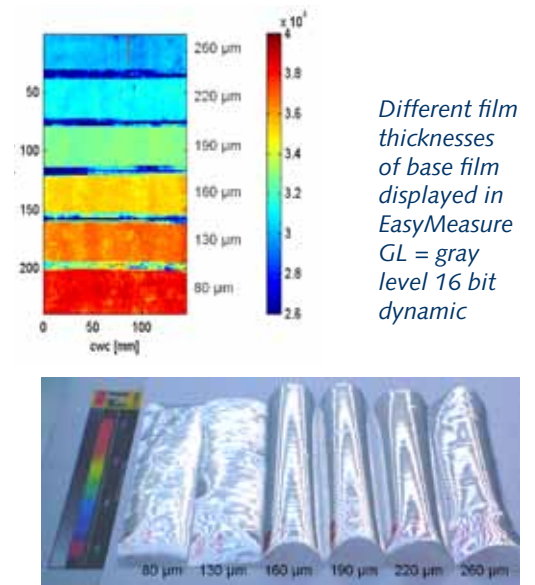 x 10⁴
260 µm
220 µm
190 µm
160 µm
130 µm
80 µm
50
100
150
200
0 50 100
cwc [mm]
4
3.8
3.6
3.4
3.2
3
2.8
2.6
Different film
thicknesses
of base film
displayed in
EasyMeasure
GL = gray
level 16 bit
dynamic
80 µm 130 µm 160 µm 190 µm 220 µm 260 µm